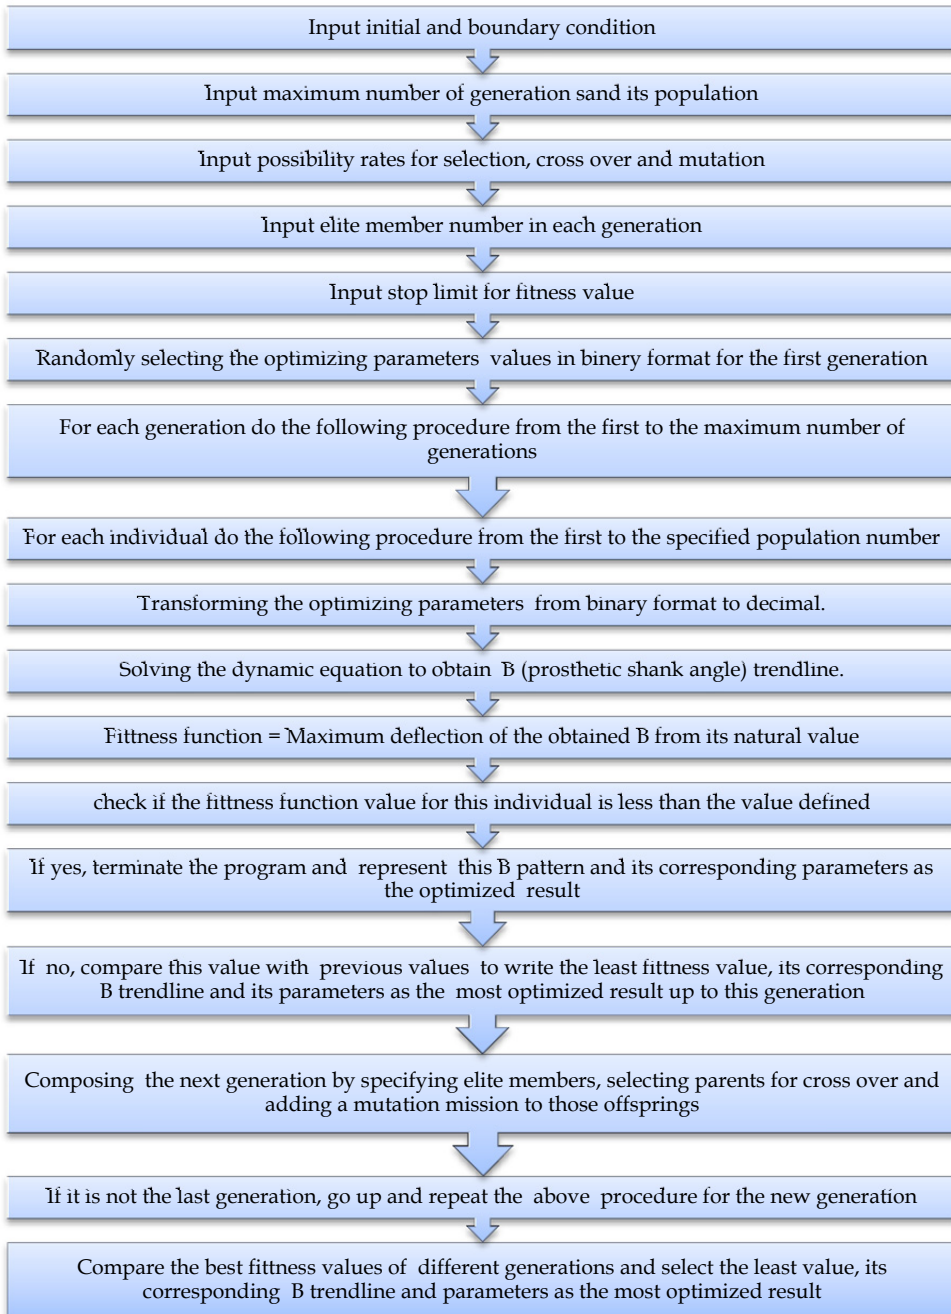 Input initial and boundary condition
Input maximum number of generation sand its population
Input possibility rates for selection, cross over and mutation
Input elite member number in each generation
Input stop limit for fitness value
Randomly selecting the optimizing parameters values in binery format for the first generation
For each generation do the following procedure from the first to the maximum number of
generations
For each individual do the following procedure from the first to the specified population number
Transforming the optimizing parameters from binary format to decimal.
Solving the dynamic equation to obtain B (prosthetic shank angle) trendline.
Fittness function = Maximum deflection of the obtained B from its natural value
check if the fittness function value for this individual is less than the value defined
If yes, terminate the program and represent this B pattern and its corresponding parameters as
the optimized result
If no, compare this value with previous values to write the least fittness value, its corresponding
B trendline and its parameters as the most optimized result up to this generation
Composing the next generation by specifying elite members, selecting parents for cross over and
adding a mutation mission to those offsprings
If it is not the last generation, go up and repeat the above procedure for the new generation
Compare the best fittness values of different generations and select the least value, its
corresponding B trendline and parameters as the most optimized result